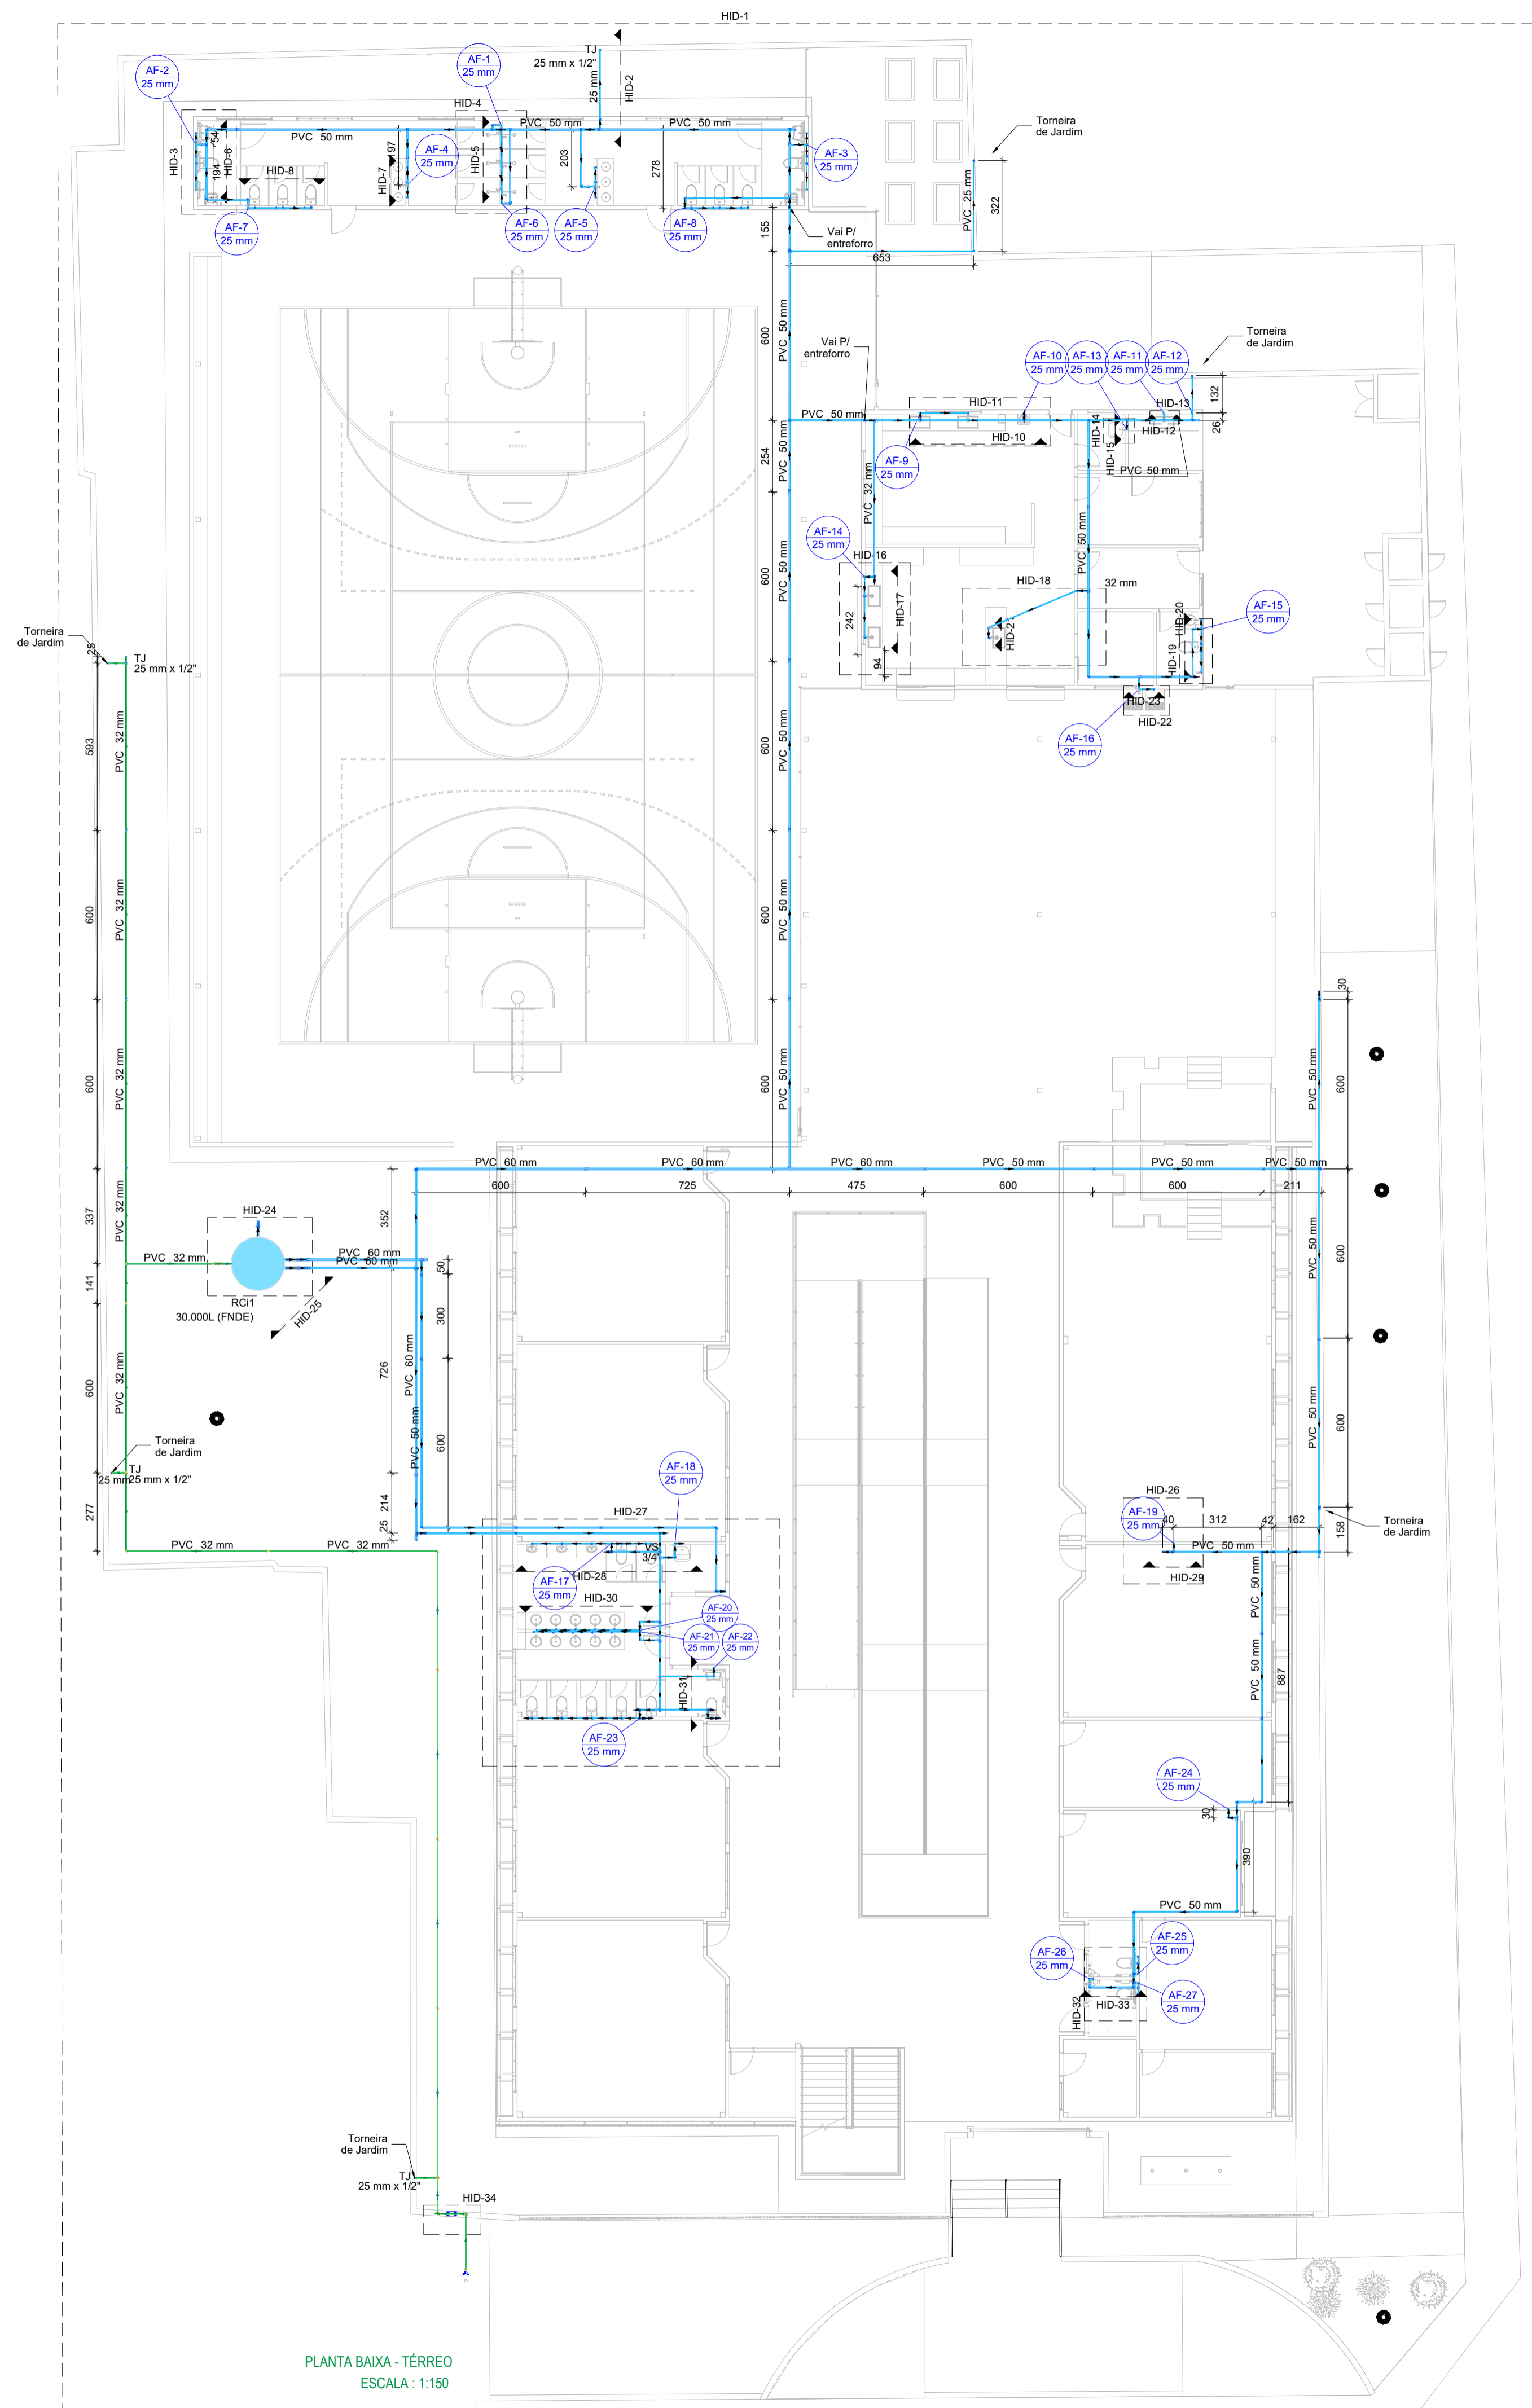 HID-1
TJ
25 mm x 1/2"
25 mm
HID-2
AF-1
25 mm
AF-2
25 mm
HID-4
PVC 50 mm
PVC 50 mm
PVC 50 mm
HID-3
54
194
HID-6
HID-8
197
HID-7
AF-4
25 mm
HID-5
203
278
AF-3
25 mm
Torneira
de Jardim
PVC 25 mm
322
AF-7
25 mm
AF-6
25 mm
AF-5
25 mm
AF-8
25 mm
155
Vai P/
entreforro
653
600
PVC 50 mm
Vai P/
entreforro
Torneira
de Jardim
AF-10
25 mm
AF-13
25 mm
AF-11
25 mm
AF-12
25 mm
132
26
HID-11
HID-13
PVC 50 mm
HID-10
HID-14
HID-12
HID-15
PVC 50 mm
AF-9
25 mm
254
PVC 50 mm
PVC 32 mm
PVC 50 mm
AF-14
25 mm
HID-16
HID-17
242
94
HID-18
32 mm
HID-2
HID-20
HID-19
AF-15
25 mm
HID-23
HID-22
AF-16
25 mm
600
PVC 50 mm
600
PVC 50 mm
600
PVC 50 mm
600
PVC 50 mm
Torneira
de Jardim
25
TJ
25 mm x 1/2"
593
PVC 32 mm
600
PVC 32 mm
600
PVC 32 mm
337
PVC 32 mm
141
600
PVC 32 mm
277
30
600
PVC 50 mm
PVC 60 mm
PVC 60 mm
PVC 60 mm
PVC 50 mm
PVC 50 mm
PVC 50 mm
600
725
475
600
600
211
352
HID-24
PVC 32 mm
PVC 60 mm
PVC 60 mm
RCi1
30.000L (FNDE)
HID-25
50
300
726
PVC 60 mm
PVC 50 mm
600
214
25
600
PVC 50 mm
600
PVC 50 mm
Torneira
de Jardim
TJ
25 mm
25 mm x 1/2"
PVC 32 mm
PVC 32 mm
AF-18
25 mm
HID-27
VS
3/4"
HID-28
AF-17
25 mm
HID-30
AF-20
25 mm
AF-21
25 mm
AF-22
25 mm
HID-31
AF-23
25 mm
HID-26
AF-19
25 mm
40
312
42
162
PVC 50 mm
HID-29
158
Torneira
de Jardim
PVC 50 mm
PVC 50 mm
887
AF-24
25 mm
30
390
PVC 50 mm
AF-25
25 mm
AF-26
25 mm
AF-27
25 mm
HID-32
HID-33
Torneira
de Jardim
TJ
25 mm x 1/2"
HID-34
PLANTA BAIXA - TÉRREO
ESCALA : 1:150